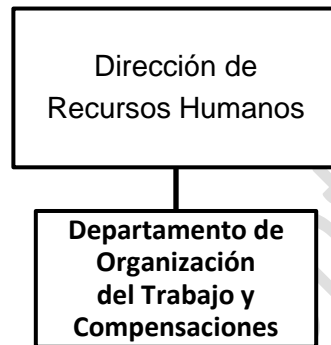 Dirección de
Recursos Humanos
Departamento de
Organización
del Trabajo y
Compensaciones